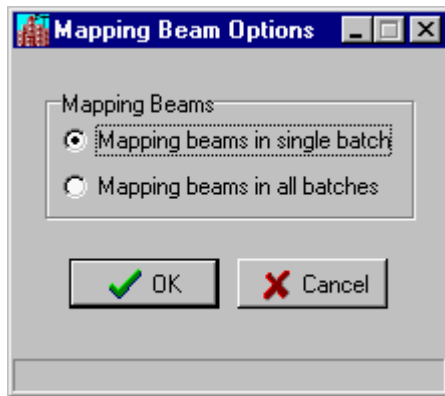 Mapping Beam Options
Mapping Beams
Mapping beams in single batch
Mapping beams in all batches
OK
Cancel